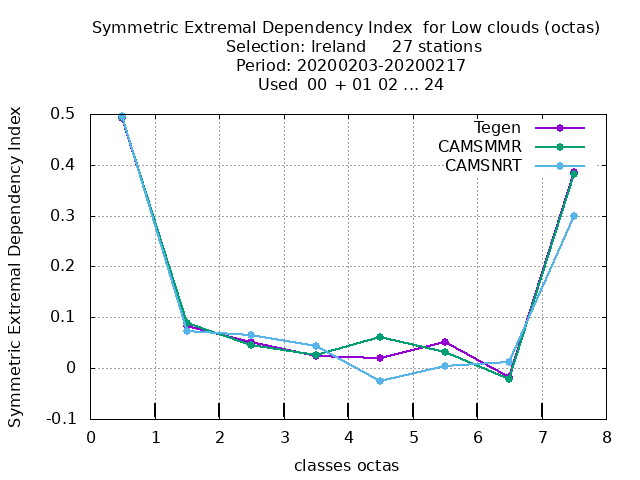 Symmetric Extremal Dependency Index  for Low clouds (octas)
Selection: Ireland     27 stations
Period: 20200203-20200217
Used  00  + 01 02 ... 24
Symmetric Extremal Dependency Index
0.5
0.4
0.3
0.2
0.1
0
-0.1
Tegen
CAMSMMR
CAMSNRT
0 1 2 3 4 5 6 7 8
classes octas